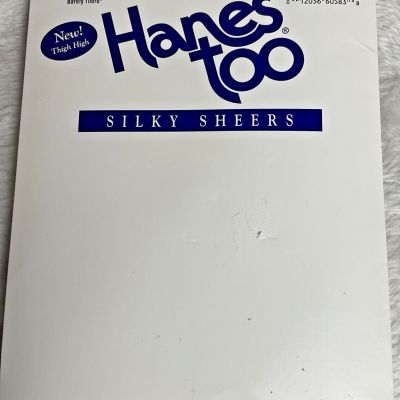 Barely There®
New!
Thigh High
Hanes
too®
SILKY SHEERS